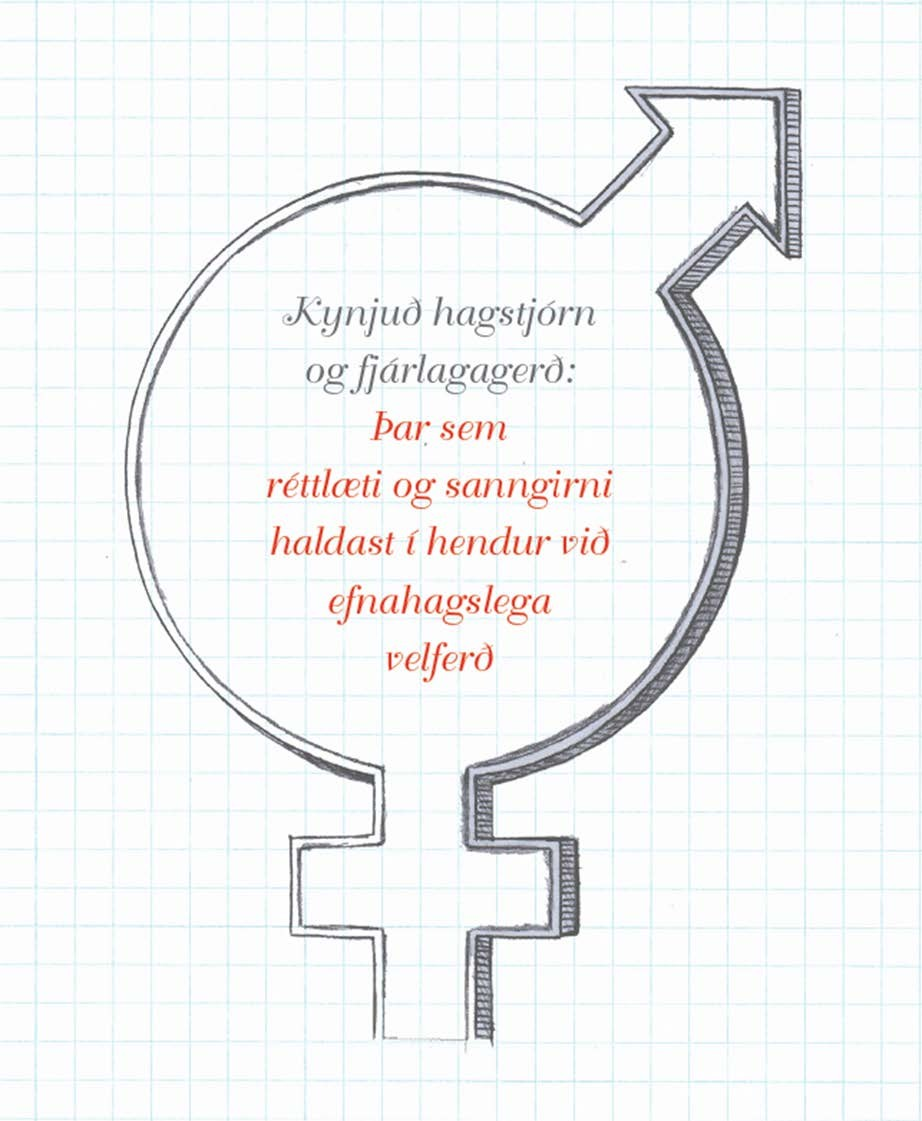 Kynjuð hagstjórn
og fjárlagagerð:
Þar sem
réttlæti og sanngirni
haldast í hendur við
efnahagslega
velferð